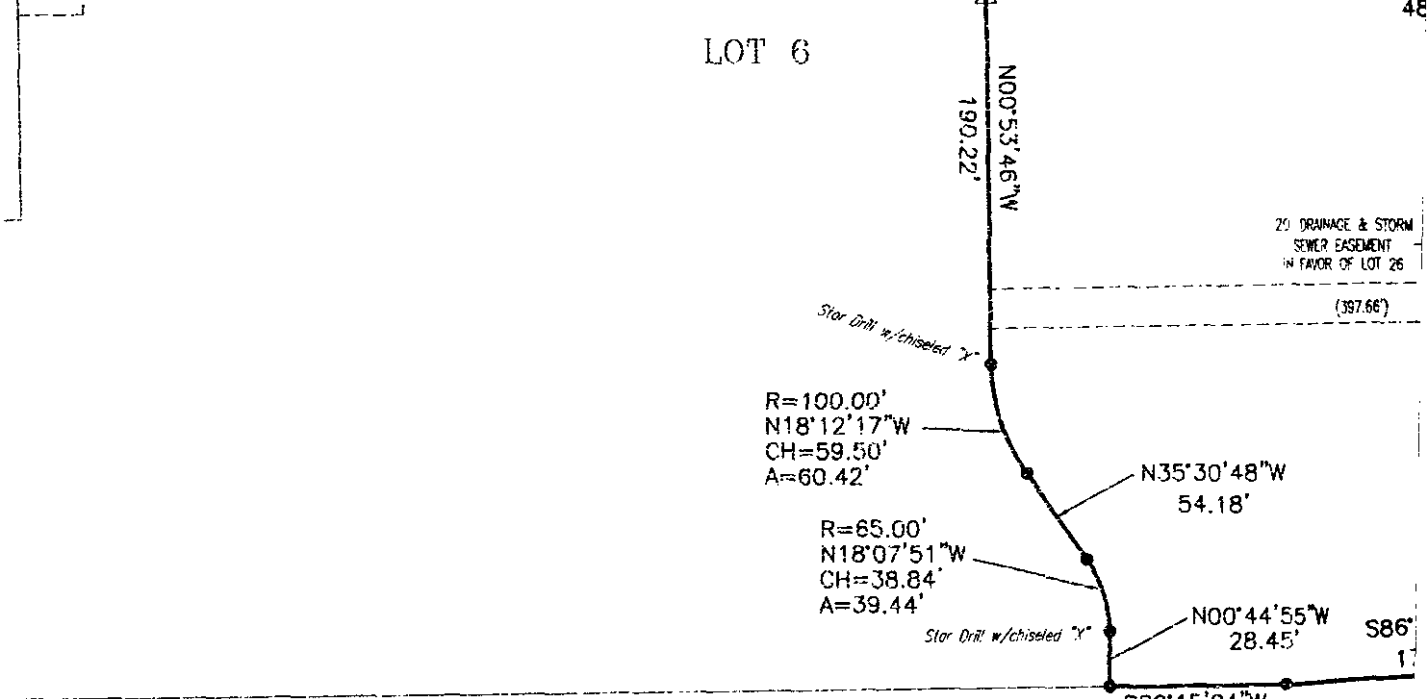 48
LOT 6
N00°53'46"W
190.22'
20 DRAINAGE & STORM
SEWER EASEMENT
IN FAVOR OF LOT 26
(397.66')
Star Drill w/chiseled "X"
R=100.00'
N18°12'17"W
CH=59.50'
A=60.42'
N35°30'48"W
54.18'
R=65.00'
N18°07'51"W
CH=38.84'
A=39.44'
Star Drill w/chiseled "X"
N00°44'55"W
28.45'
S86°